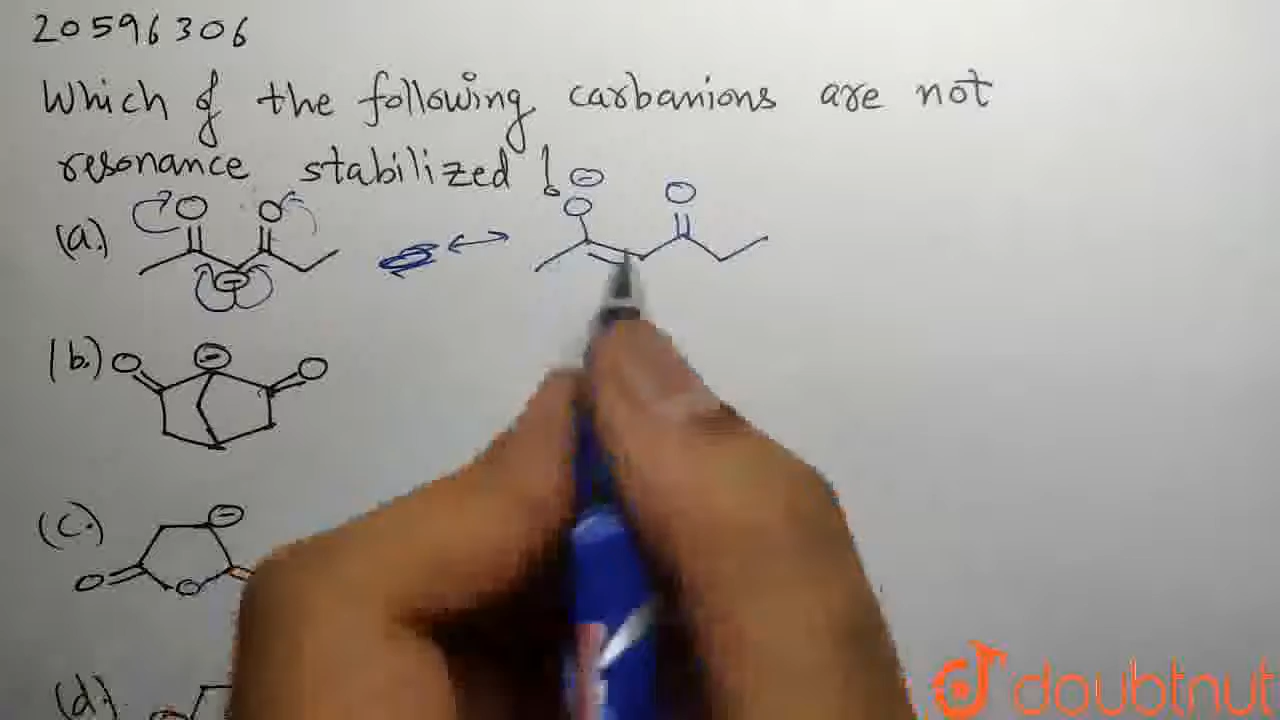 20596306
Which of the following carbanions are not
resonance stabilized !
(a.) O O ⊖ ↔ ⊖ O O
(b.) O ⊖ O
(c.) ⊖ O O
(d.)
doubtnut